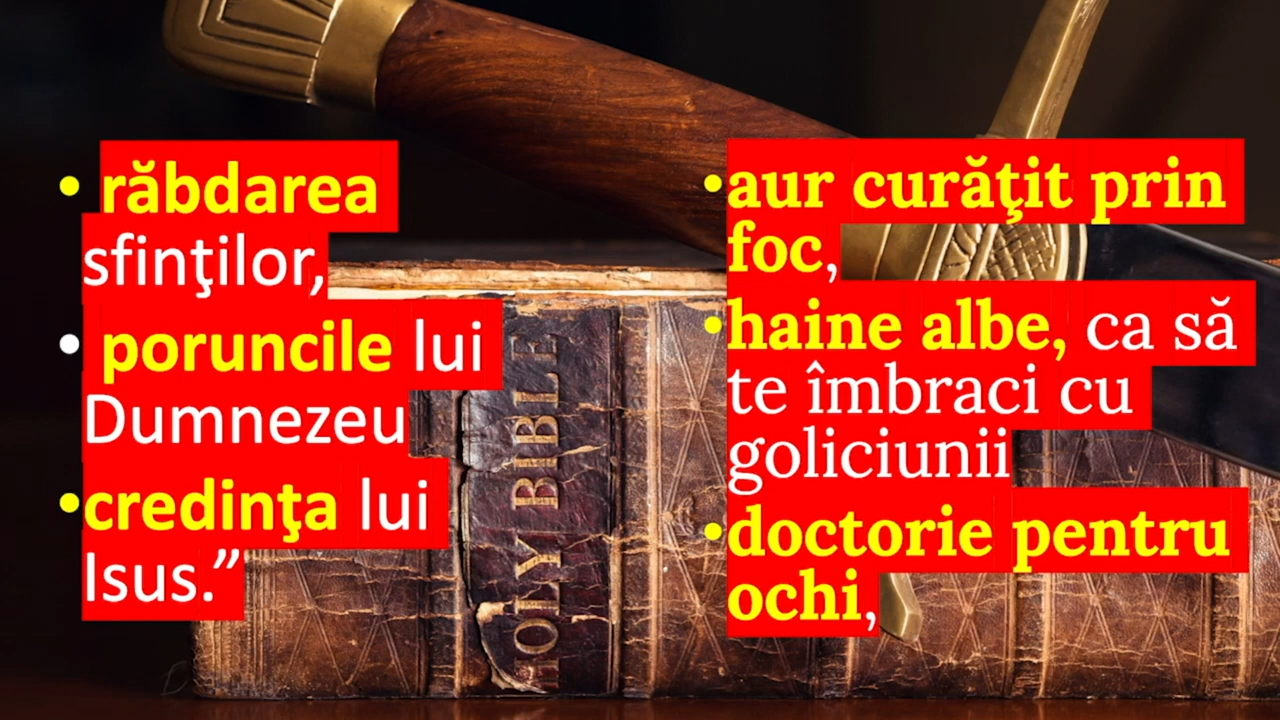 • răbdarea
sfinţilor,
• poruncile lui
Dumnezeu
•credinţa lui
Isus.”
•aur curăţit prin
foc,
•haine albe, ca să
te îmbraci cu
goliciunii
•doctorie pentru
ochi,
HOLY BIBLE